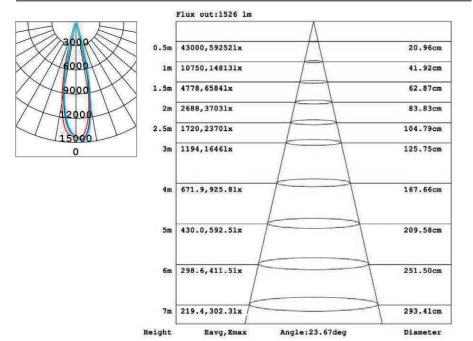 Flux out:1526 lm
3000
6000
9000
12000
15000
0
0.5m 43000,59252lx 20.96cm
1m 10750,14813lx 41.92cm
1.5m 4778,6584lx 62.87cm
2m 2688,3703lx 83.83cm
2.5m 1720,2370lx 104.79cm
3m 1194,1646lx 125.75cm
4m 671.9,925.8lx 167.66cm
5m 430.0,592.5lx 209.58cm
6m 298.6,411.5lx 251.50cm
7m 219.4,302.3lx 293.41cm
Height Eavg,Emax Angle:23.67deg Diameter